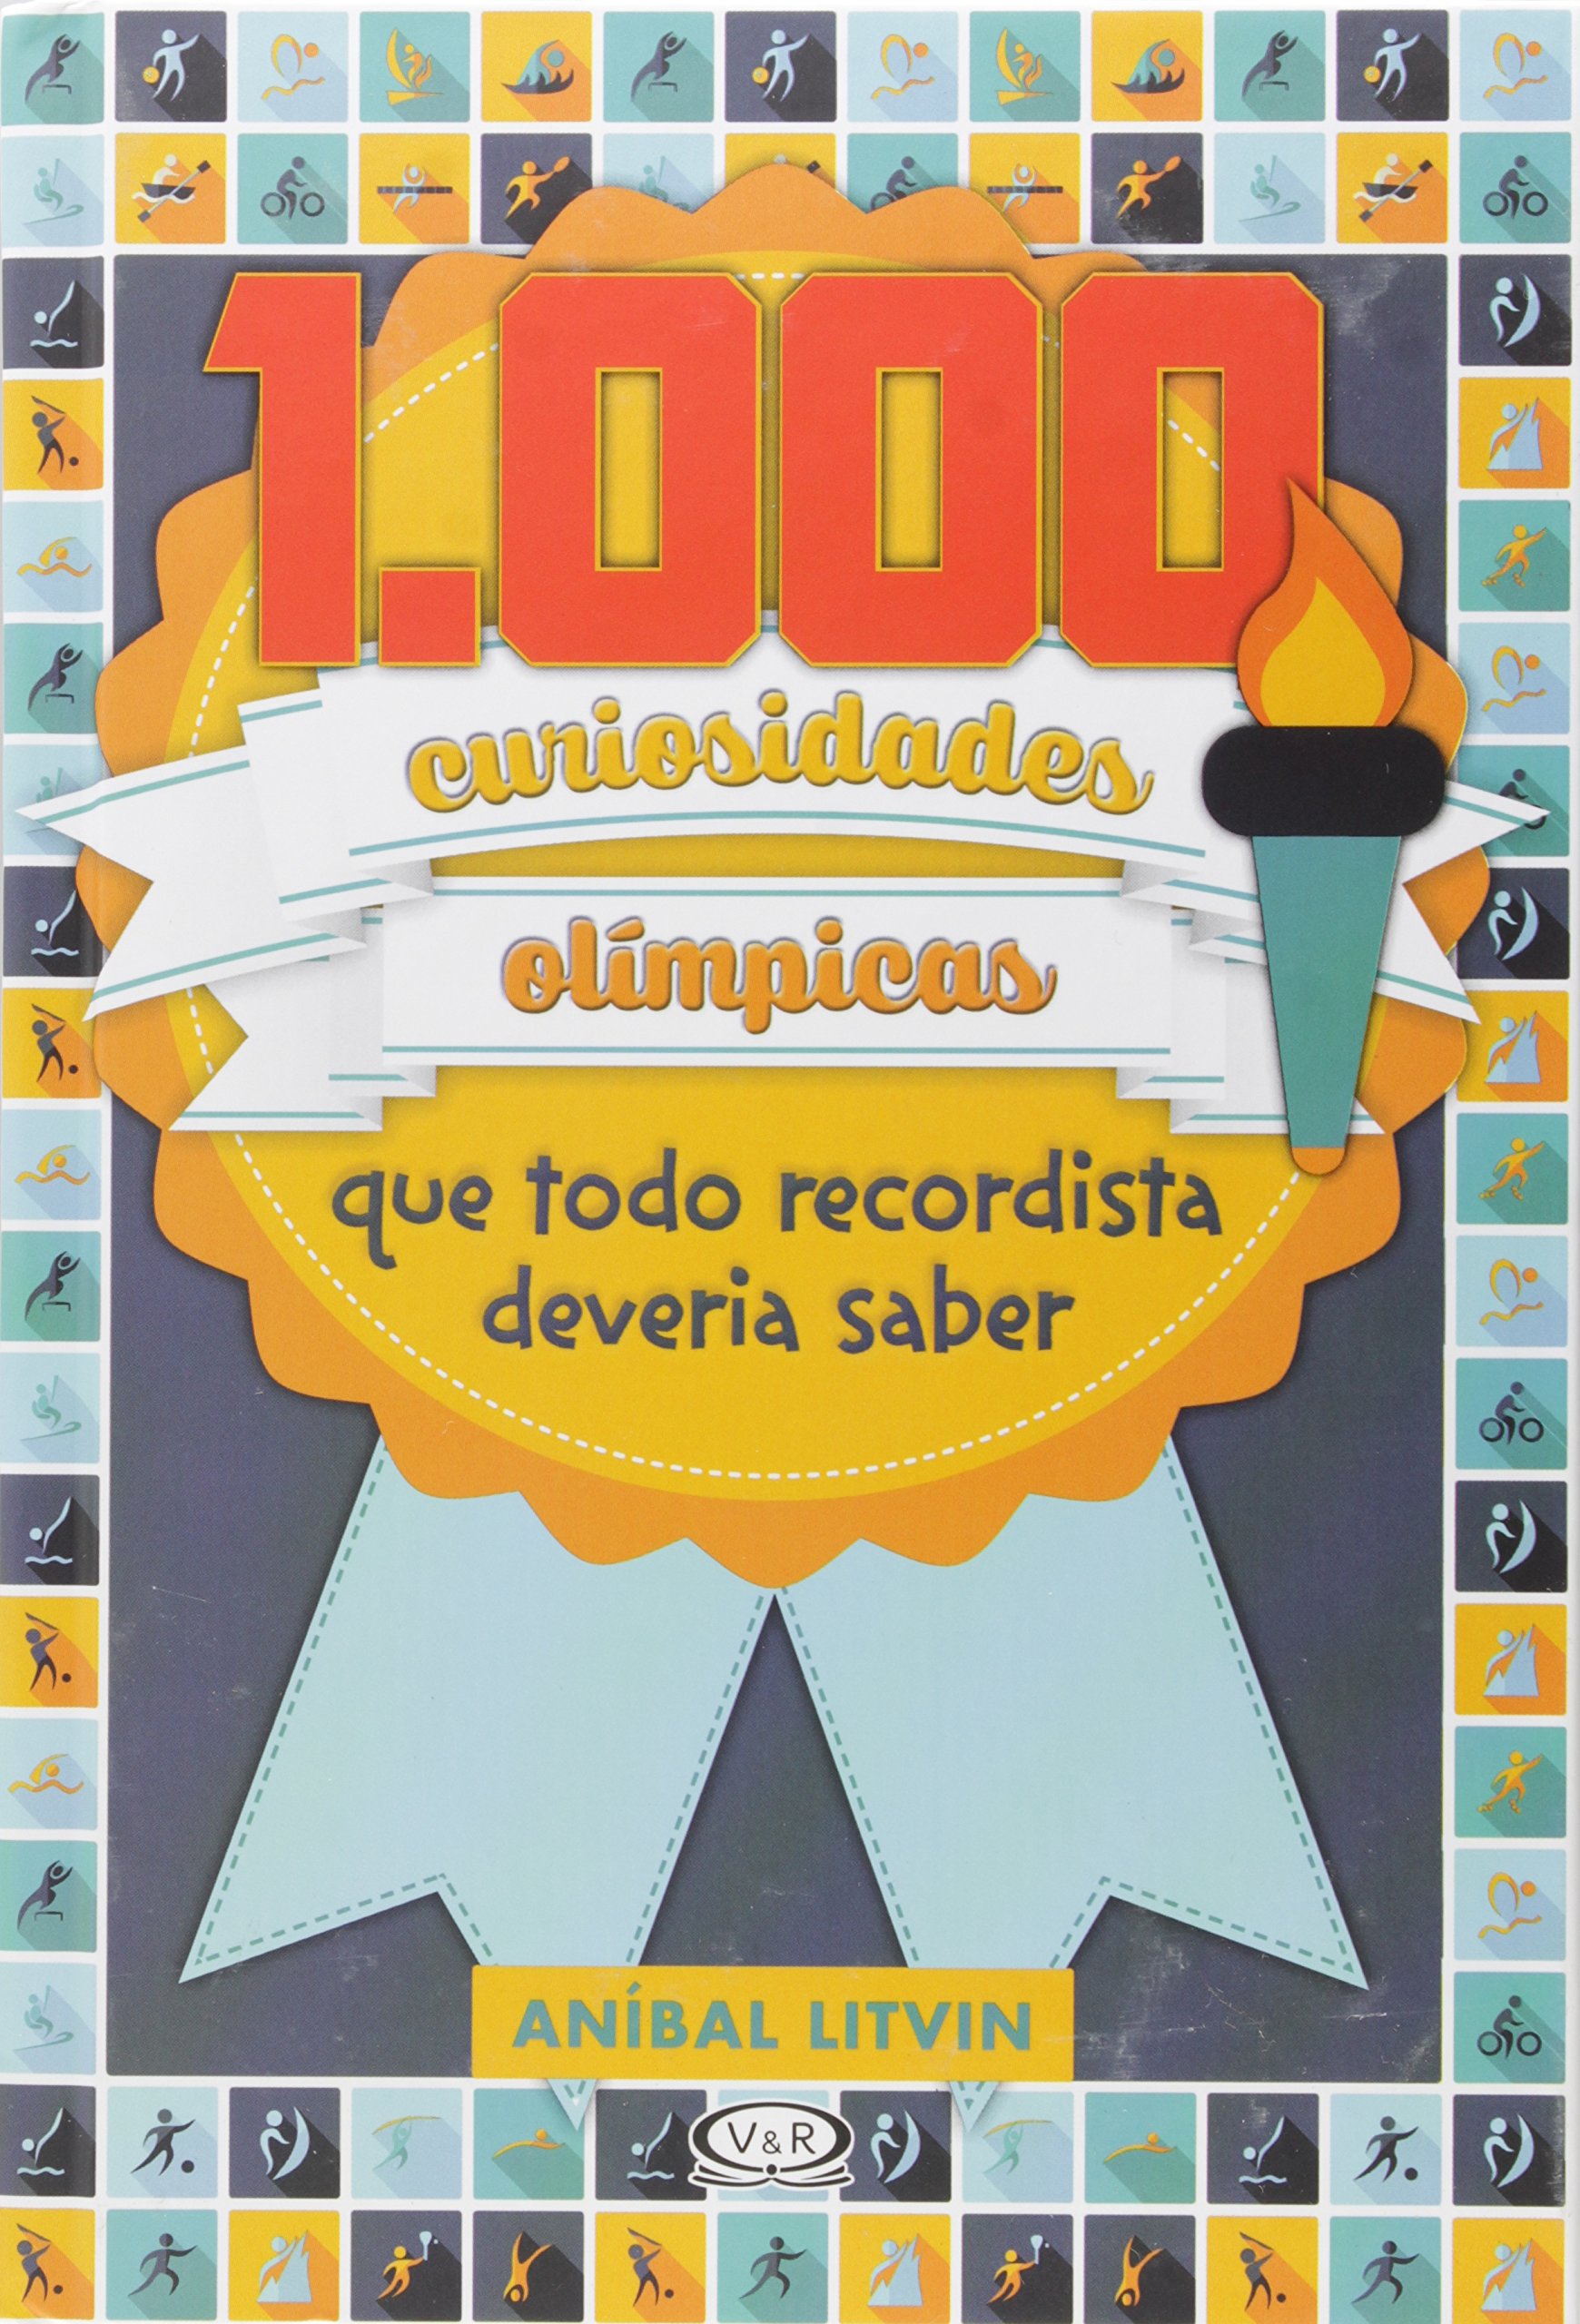 1.000
curiosidades
olímpicas
que todo recordista
deveria saber
ANÍBAL LITVIN
V&R